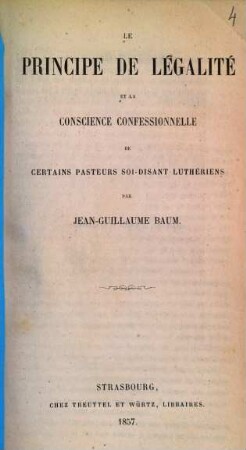 4
LE
PRINCIPE DE LÉGALITÉ
ET LA
CONSCIENCE CONFESSIONNELLE
DE
CERTAINS PASTEURS SOI-DISANT LUTHÉRIENS
PAR
JEAN-GUILLAUME BAUM.
STRASBOURG,
CHEZ TREUTTEL ET WÜRTZ, LIBRAIRES.
1857.